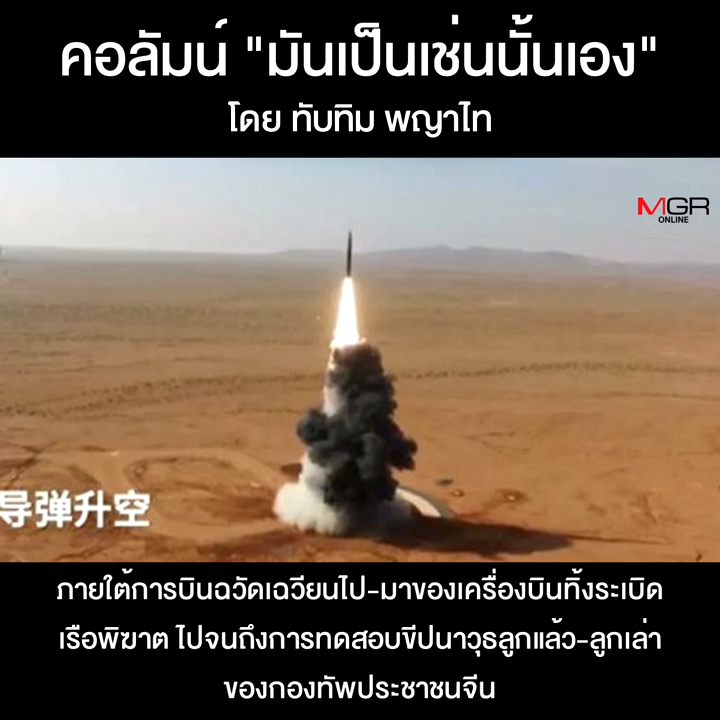 คอลัมน์ "มันเป็นเช่นนั้นเอง"
โดย ทับทิม พญาไท
MGR
ONLINE
导弹升空
ภายใต้การบินฉวัดเฉวียนไป-มาของเครื่องบินทิ้งระเบิด
เรือพิฆาต ไปจนถึงการทดสอบขีปนาวุธลูกแล้ว-ลูกเล่า
ของกองทัพประชาชนจีน